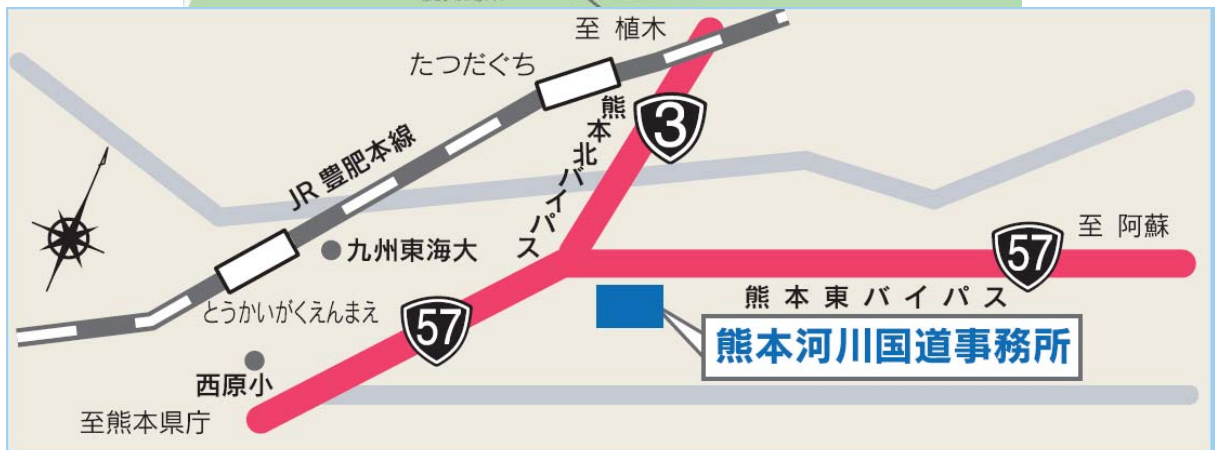 至 植木
たつだぐち
熊本北バイパス
3
JR 豊肥本線
至 阿蘇
九州東海大
57
とうかいがくえんまえ
熊本東バイパス
57
熊本河川国道事務所
西原小
至熊本県庁